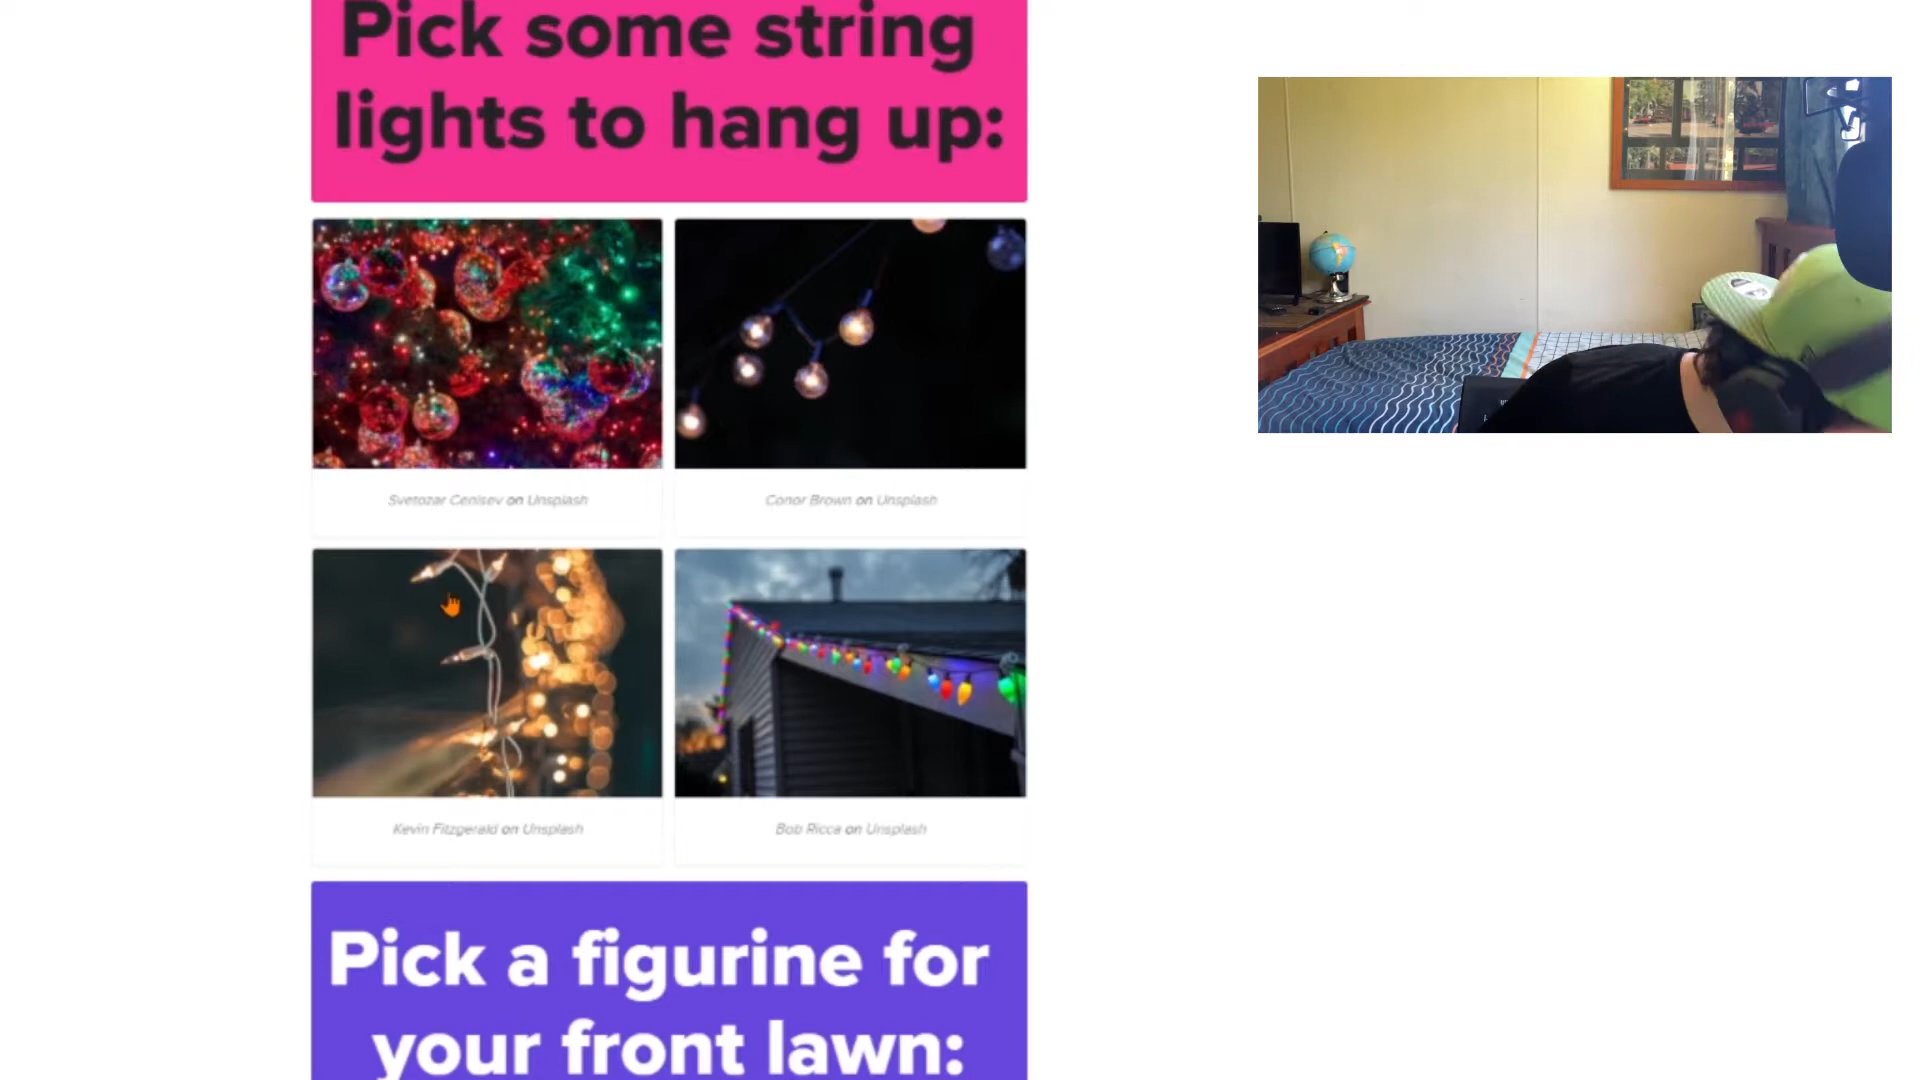 Pick some string
lights to hang up:
Svetozar Cenisev on Unsplash
Conor Brown on Unsplash
Kevin Fitzgerald on Unsplash
Bob Ricca on Unsplash
Pick a figurine for
your front lawn: